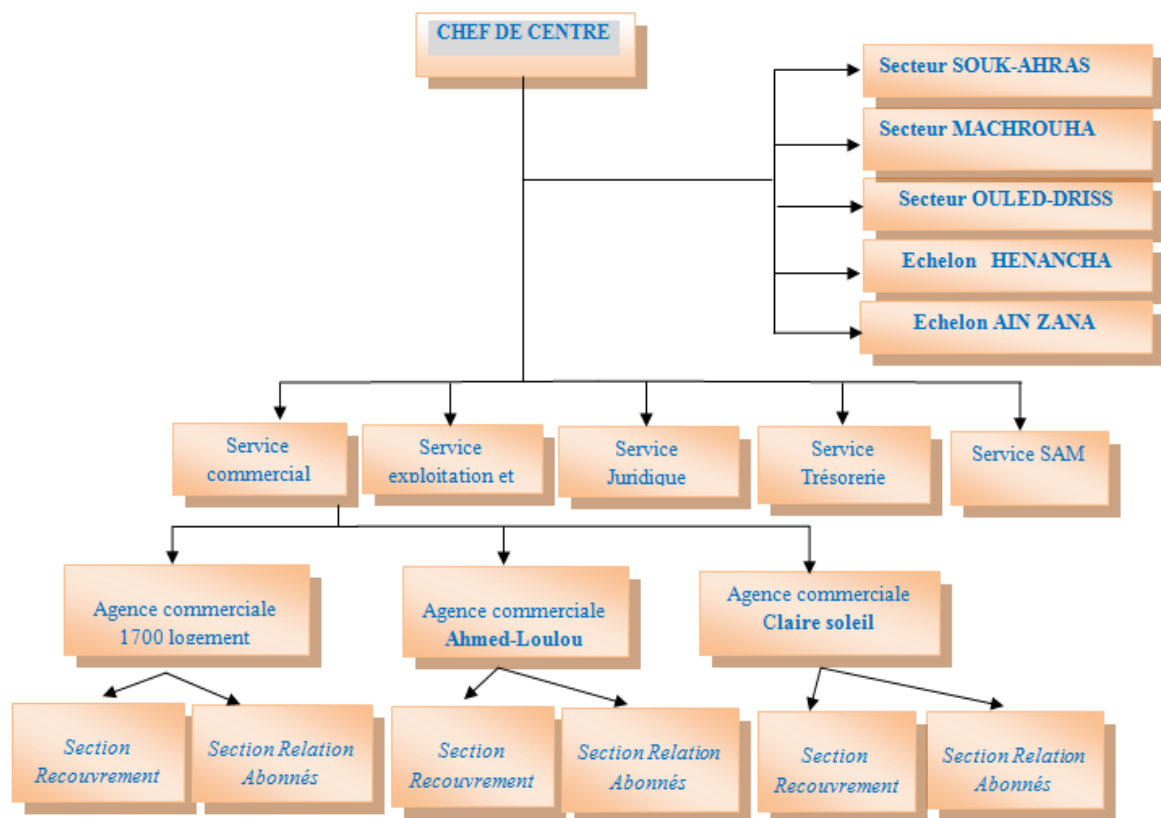 CHEF DE CENTRE
Secteur SOUK-AHRAS
Secteur MACHROUHA
Secteur OULED-DRISS
Echelon HENANCHA
Echelon AIN ZANA
Service
commercial
Service
exploitation et
Service
Juridique
Service
Trésorerie
Service SAM
Agence commerciale
1700 logement
Agence commerciale
Ahmed-Loulou
Agence commerciale
Claire soleil
Section
Recouvrement
Section Relation
Abonnés
Section
Recouvrement
Section Relation
Abonnés
Section
Recouvrement
Section Relation
Abonnés